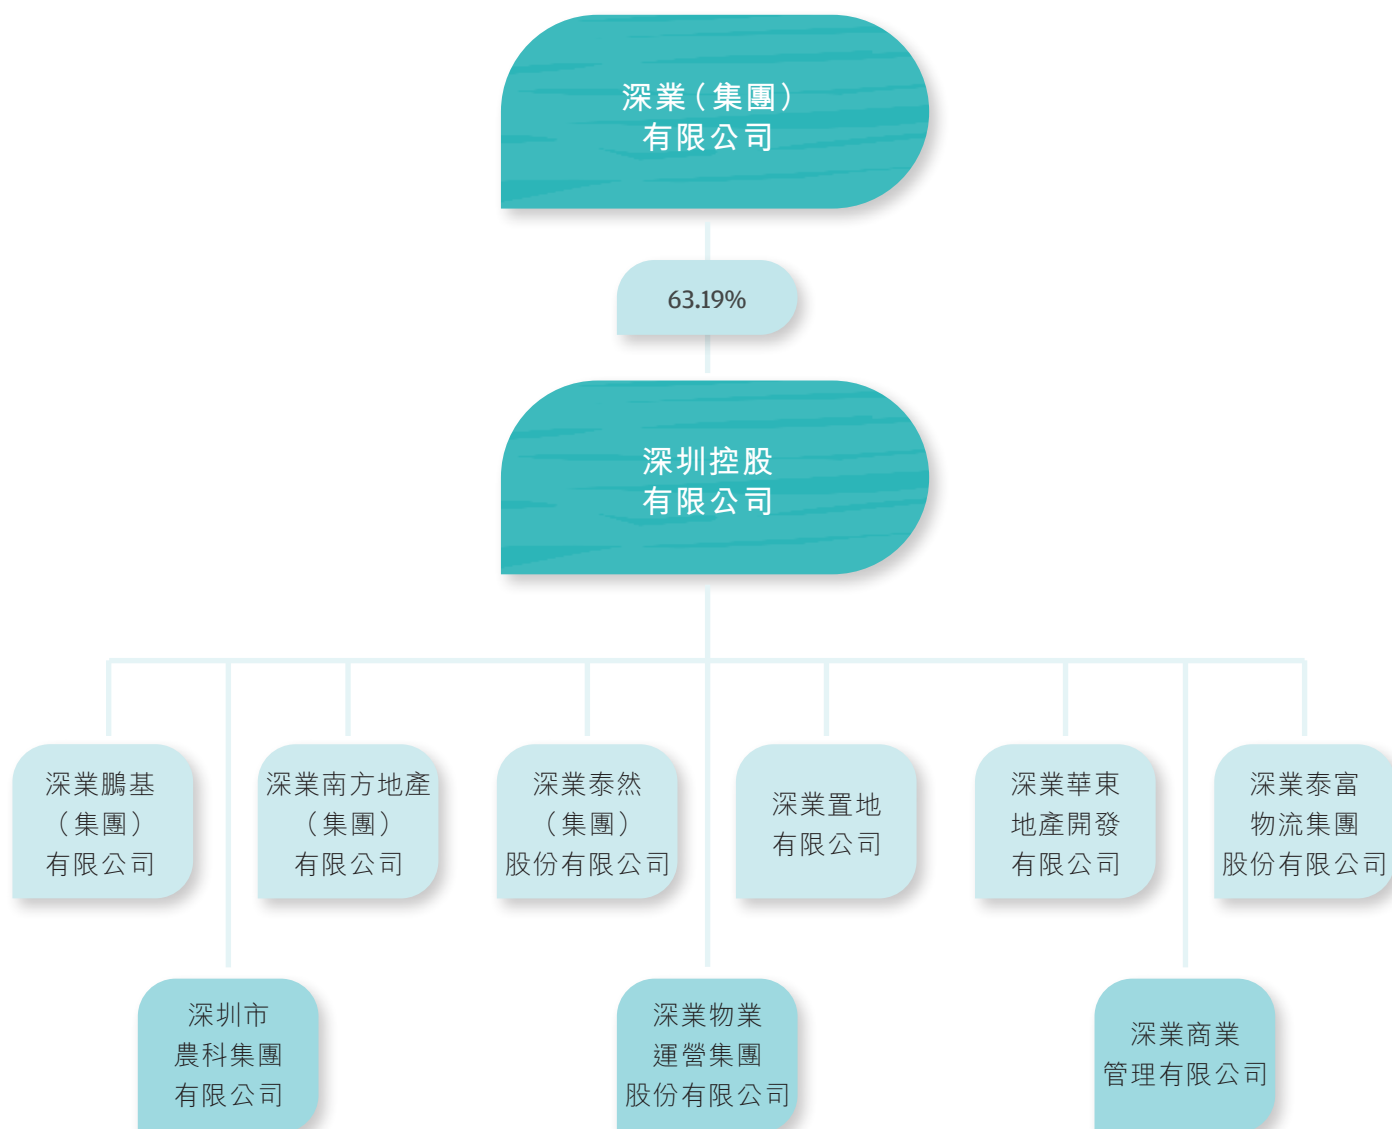 深業（集團）
有限公司
63.19%
深圳控股
有限公司
深業鵬基
（集團）
有限公司
深業南方地產
（集團）
有限公司
深業泰然
（集團）
股份有限公司
深業置地
有限公司
深業華東
地產開發
有限公司
深業泰富
物流集團
股份有限公司
深圳市
農科集團
有限公司
深業物業
運營集團
股份有限公司
深業商業
管理有限公司